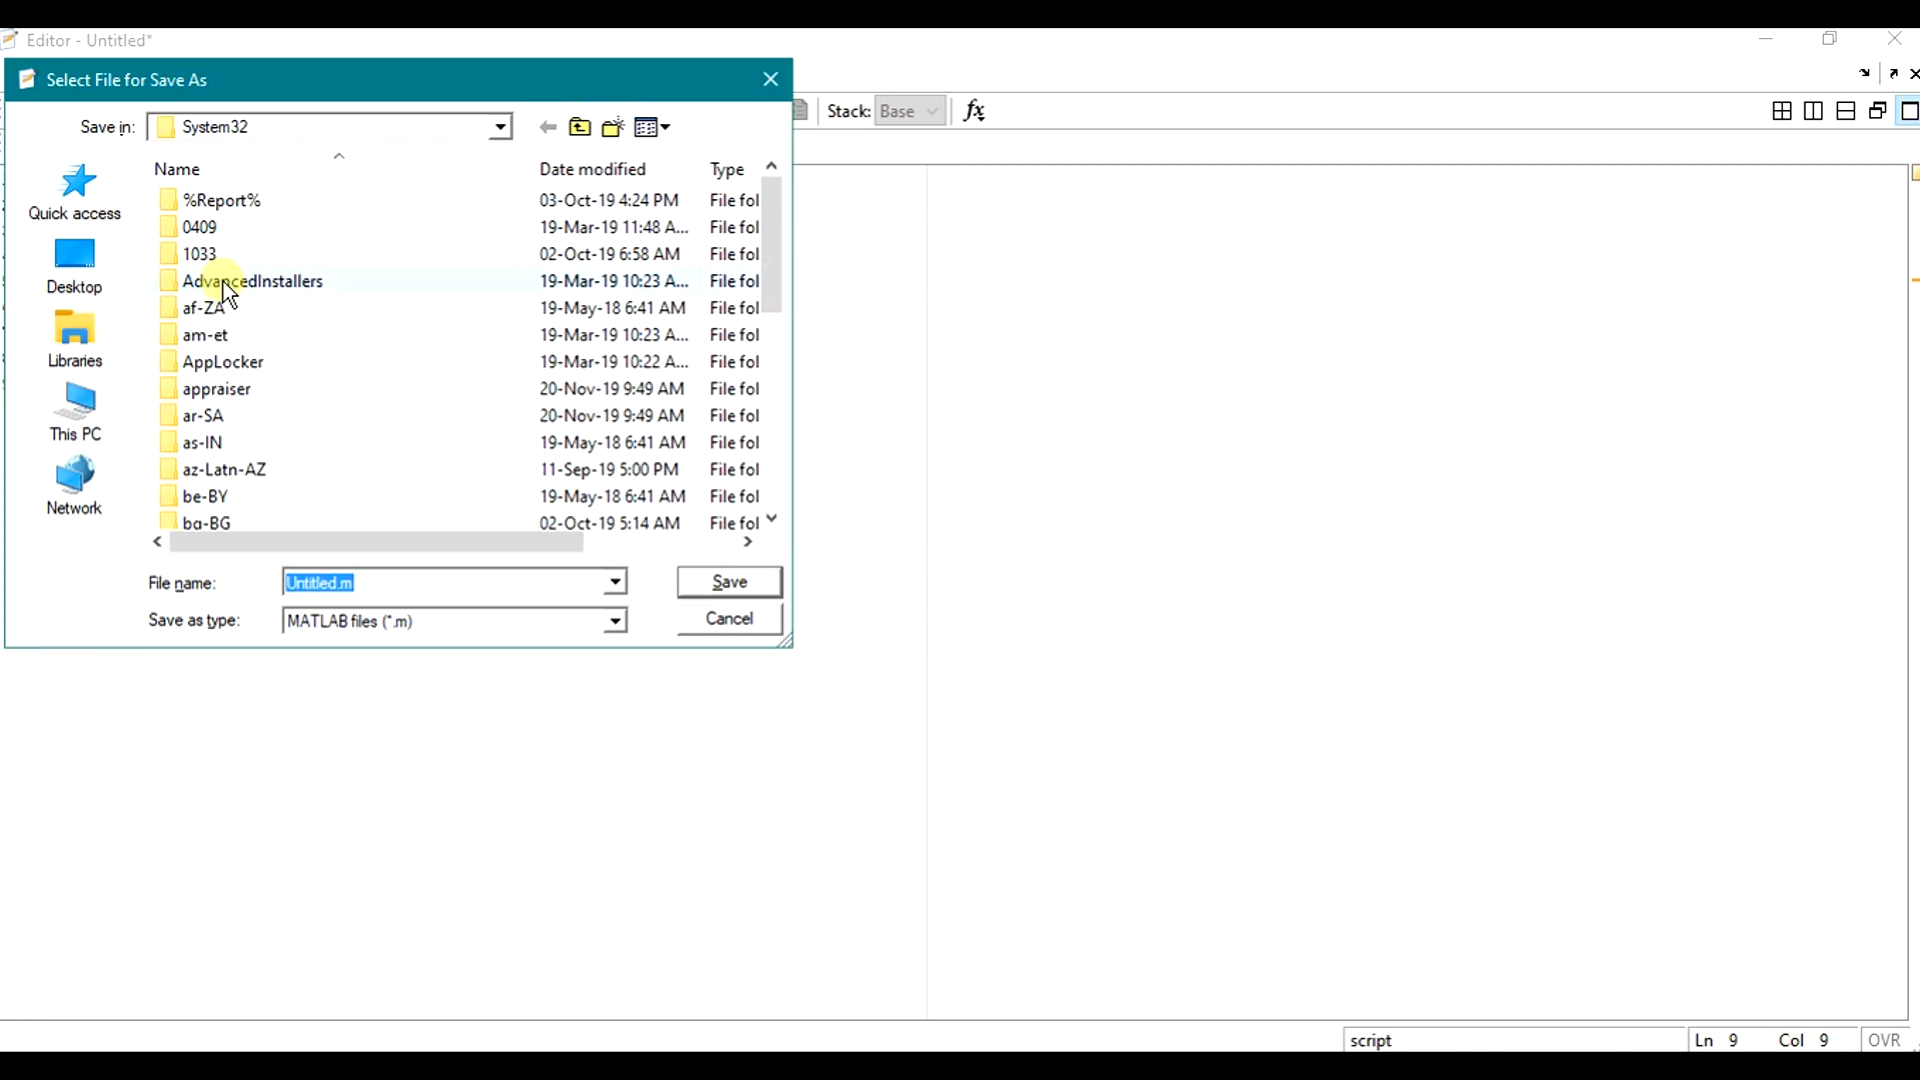 Editor - Untitled*
Select File for Save As
Stack: Base fx
Save in: System32
Name Date modified Type
%Report% 03-Oct-19 4:24 PM File fol
0409 19-Mar-19 11:48 A... File fol
1033 02-Oct-19 6:58 AM File fol
AdvancedInstallers 19-Mar-19 10:23 A... File fol
af-ZA 19-May-18 6:41 AM File fol
am-et 19-Mar-19 10:23 A... File fol
AppLocker 19-Mar-19 10:22 A... File fol
appraiser 20-Nov-19 9:49 AM File fol
ar-SA 20-Nov-19 9:49 AM File fol
as-IN 19-May-18 6:41 AM File fol
az-Latn-AZ 11-Sep-19 5:00 PM File fol
be-BY 19-May-18 6:41 AM File fol
bg-BG 02-Oct-19 5:14 AM File fol
Quick access
Desktop
Libraries
This PC
Network
File name: Untitled.m Save
Save as type: MATLAB files (*.m) Cancel
script Ln 9 Col 9 OVR